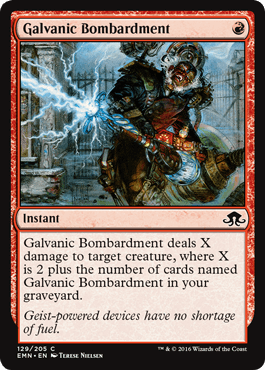 Galvanic Bombardment
Instant
Galvanic Bombardment deals X
damage to target creature, where X
is 2 plus the number of cards named
Galvanic Bombardment in your
graveyard.
Geist-powered devices have no shortage
of fuel.
129/205 C
EMN • EN TERESE NIELSEN
™ & © 2016 Wizards of the Coast